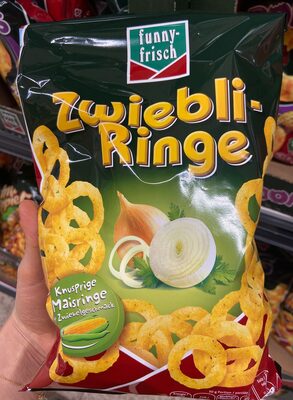 funny-
frisch
Zwiebli-
Ringe
Knusprige
Maisringe
Zwiebelgeschmack